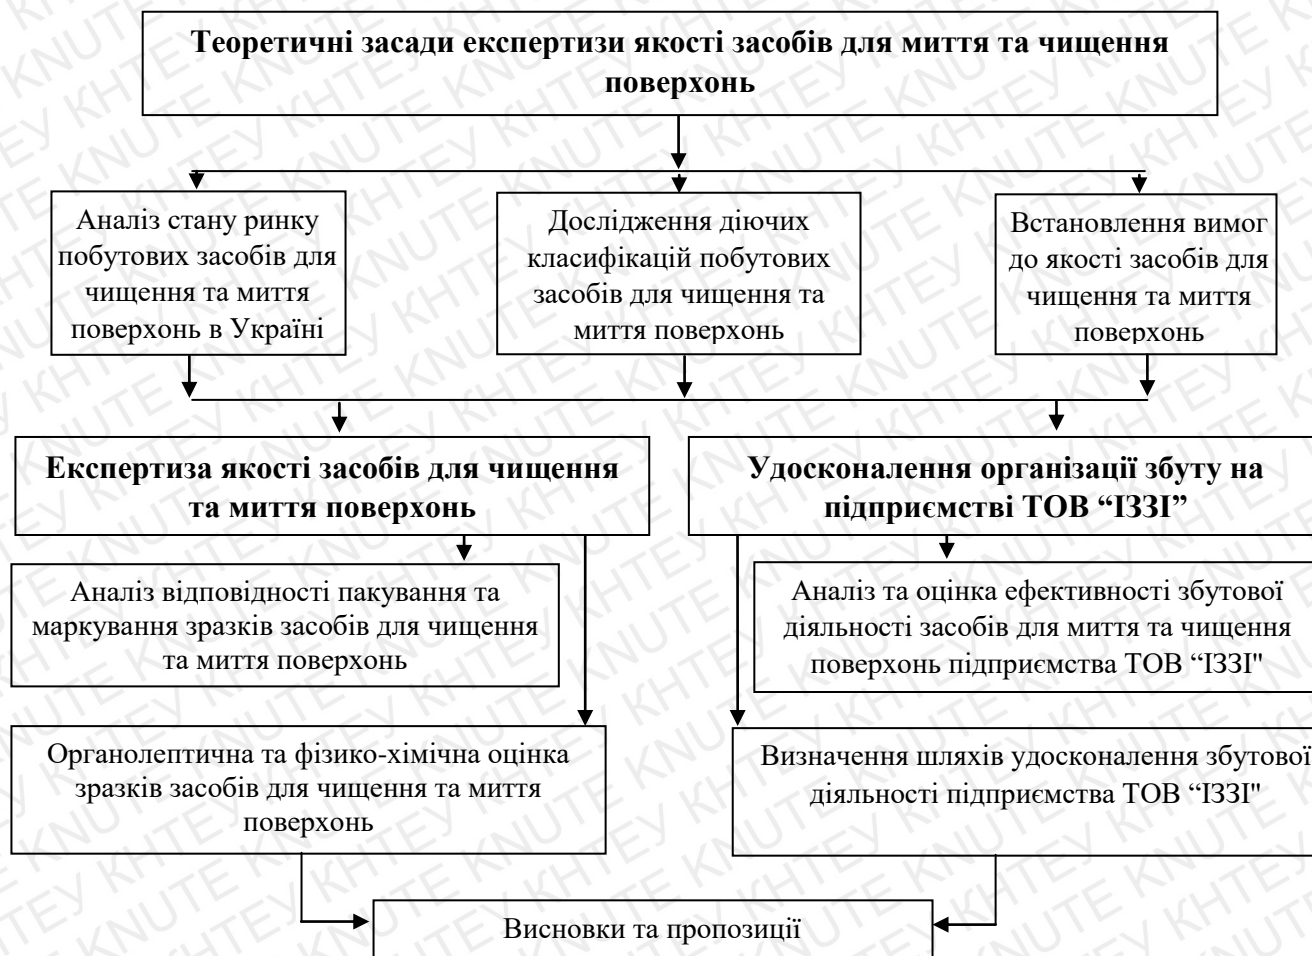 Теоретичні засади експертизи якості засобів для миття та чищення
поверхонь
Аналіз стану ринку
побутових засобів для
чищення та миття
поверхонь в Україні
Дослідження діючих
класифікацій побутових
засобів для чищення та
миття поверхонь
Встановлення вимог
до якості засобів для
чищення та миття
поверхонь
Експертиза якості засобів для чищення
та миття поверхонь
Удосконалення організації збуту на
підприємстві ТОВ “ІЗЗІ”
Аналіз відповідності пакування та
маркування зразків засобів для чищення
та миття поверхонь
Аналіз та оцінка ефективності збутової
діяльності засобів для миття та чищення
поверхонь підприємства ТОВ “ІЗЗІ"
Органолептична та фізико-хімічна оцінка
зразків засобів для чищення та миття
поверхонь
Визначення шляхів удосконалення збутової
діяльності підприємства ТОВ “ІЗЗІ"
Висновки та пропозиції